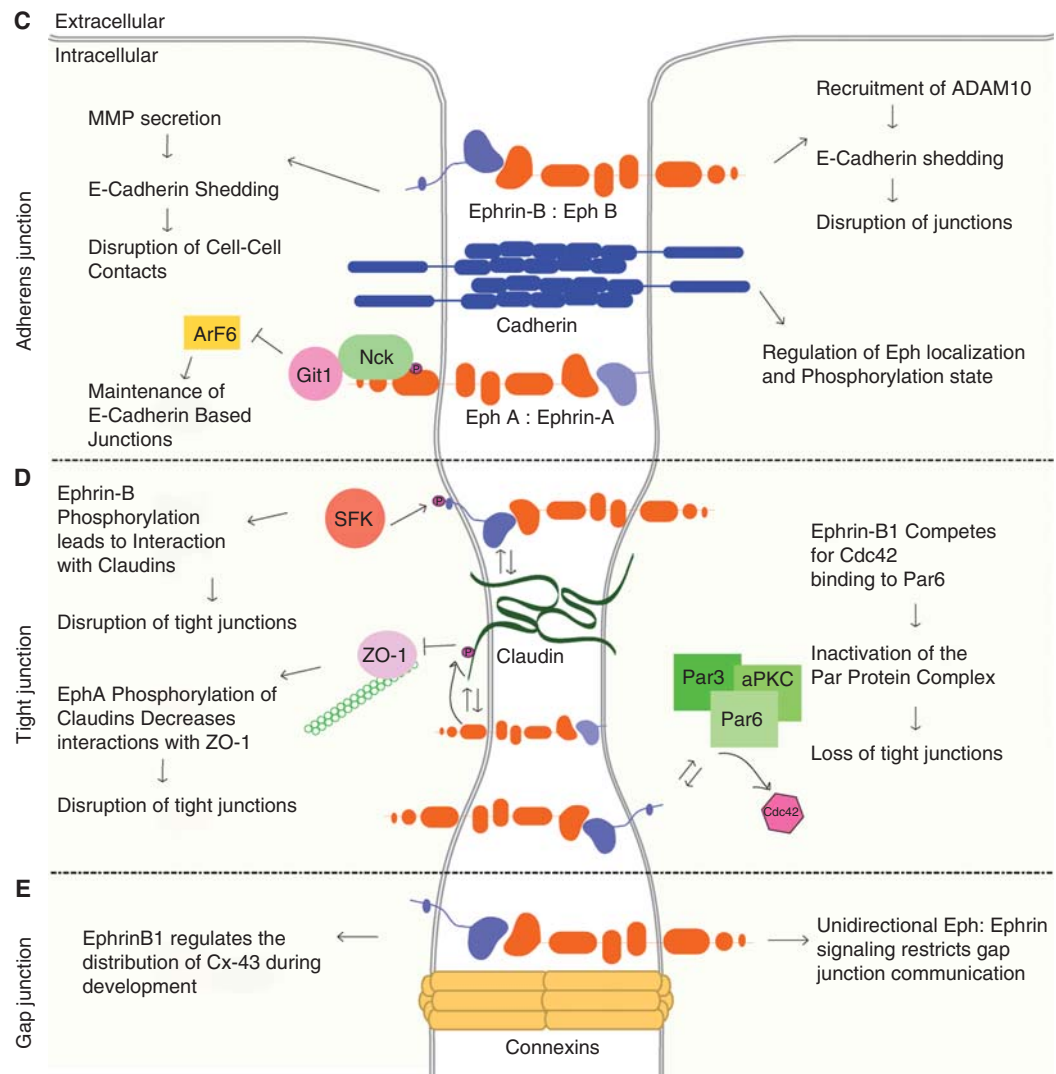 C
Extracellular
Intracellular
Adherens junction
MMP secretion
E-Cadherin Shedding
Disruption of Cell-Cell
Contacts
Recruitment of ADAM10
E-Cadherin shedding
Disruption of junctions
Ephrin-B : Eph B
Cadherin
Regulation of Eph localization
and Phosphorylation state
ArF6
Nck
Git1
P
Maintenance of
E-Cadherin Based
Junctions
Eph A : Ephrin-A
D
Tight junction
Ephrin-B
Phosphorylation
leads to Interaction
with Claudins
Disruption of tight junctions
SFK
P
Claudin
ZO-1
P
EphA Phosphorylation of
Claudins Decreases
interactions with ZO-1
Disruption of tight junctions
Ephrin-B1 Competes
for Cdc42
binding to Par6
Inactivation of the
Par Protein Complex
Loss of tight junctions
Par3
aPKC
Par6
Cdc42
E
Gap junction
EphrinB1 regulates the
distribution of Cx-43 during
development
Unidirectional Eph: Ephrin
signaling restricts gap
junction communication
Connexins